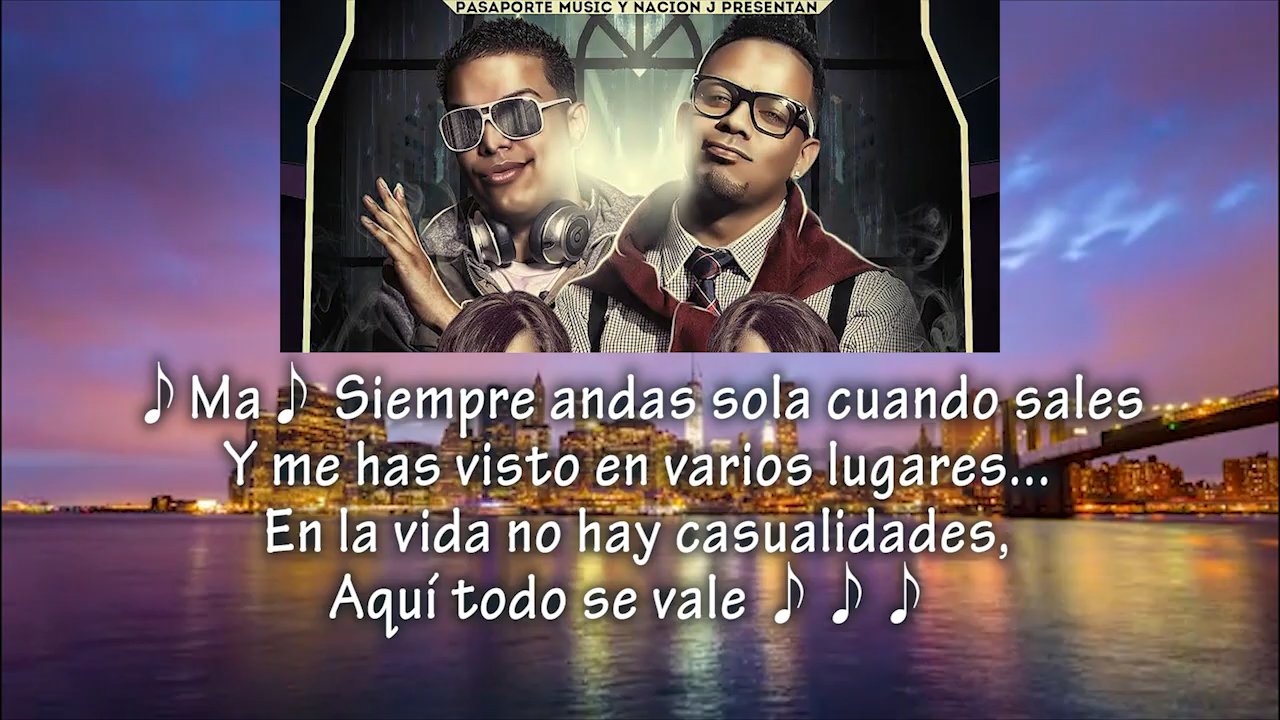 PASAPORTE MUSIC Y NACION J PRESENTAN
♪ Ma ♪ Siempre andas sola cuando sales
Y me has visto en varios lugares...
En la vida no hay casualidades,
Aquí todo se vale ♪ ♪ ♪